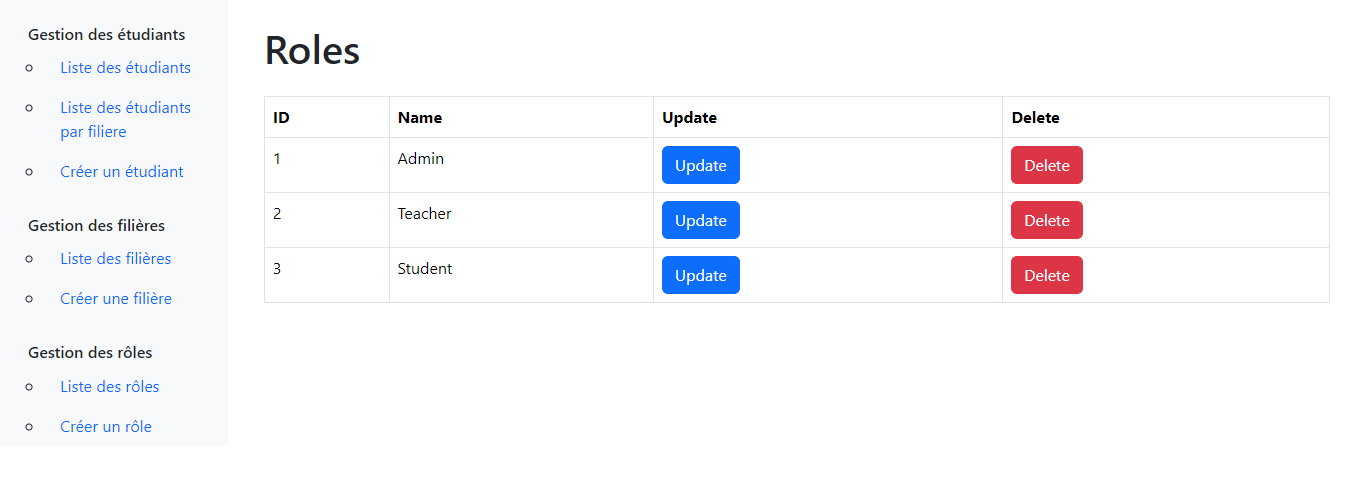 Gestion des étudiants
Liste des étudiants
Liste des étudiants
par filiere
Créer un étudiant
Gestion des filières
Liste des filières
Créer une filière
Gestion des rôles
Liste des rôles
Créer un rôle
Roles
ID Name Update Delete
1 Admin Update Delete
2 Teacher Update Delete
3 Student Update Delete